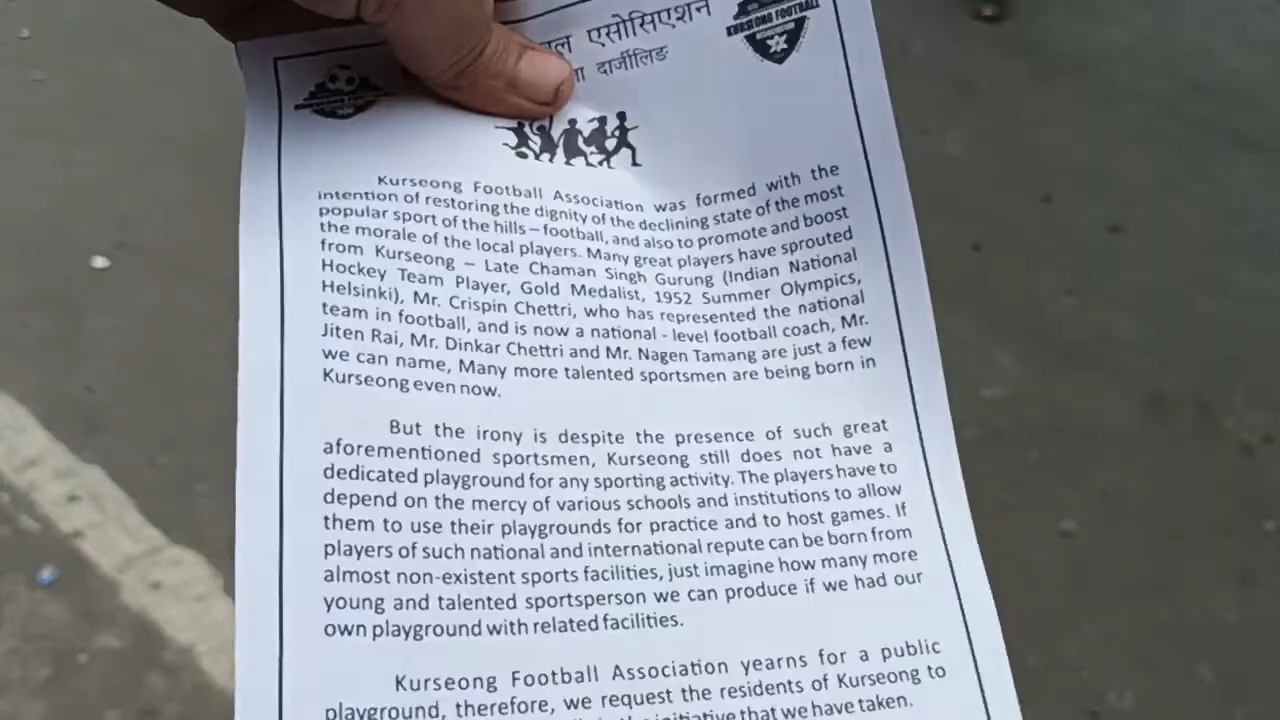 एसोसिएशन
दार्जीलिङ
KURSEONG FOOTBALL
ASSOCIATION
Kurseong Football Association was formed with the
intention of restoring the dignity of the declining state of the most
popular sport of the hills – football, and also to promote and boost
the morale of the local players. Many great players have sprouted
from Kurseong – Late Chaman Singh Gurung (Indian National
Hockey Team Player, Gold Medalist, 1952 Summer Olympics,
Helsinki), Mr. Crispin Chettri, who has represented the national
team in football, and is now a national - level football coach, Mr.
Jiten Rai, Mr. Dinkar Chettri and Mr. Nagen Tamang are just a few
we can name, Many more talented sportsmen are being born in
Kurseong even now.
But the irony is despite the presence of such great
aforementioned sportsmen, Kurseong still does not have a
dedicated playground for any sporting activity. The players have to
depend on the mercy of various schools and institutions to allow
them to use their playgrounds for practice and to host games. If
players of such national and international repute can be born from
almost non-existent sports facilities, just imagine how many more
young and talented sportsperson we can produce if we had our
own playground with related facilities.
Kurseong Football Association yearns for a public
playground, therefore, we request the residents of Kurseong to
the initiative that we have taken.